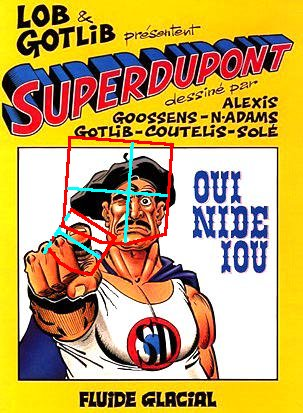 LOB &
GOTLIB présentent
SUPERDUPONT
dessiné par
ALEXIS
GOOSSENS-N·ADAMS
GOTLIB-COUTELIS-SOLÉ
OUI
NIDE
IOU
SD
FLUIDE GLACIAL